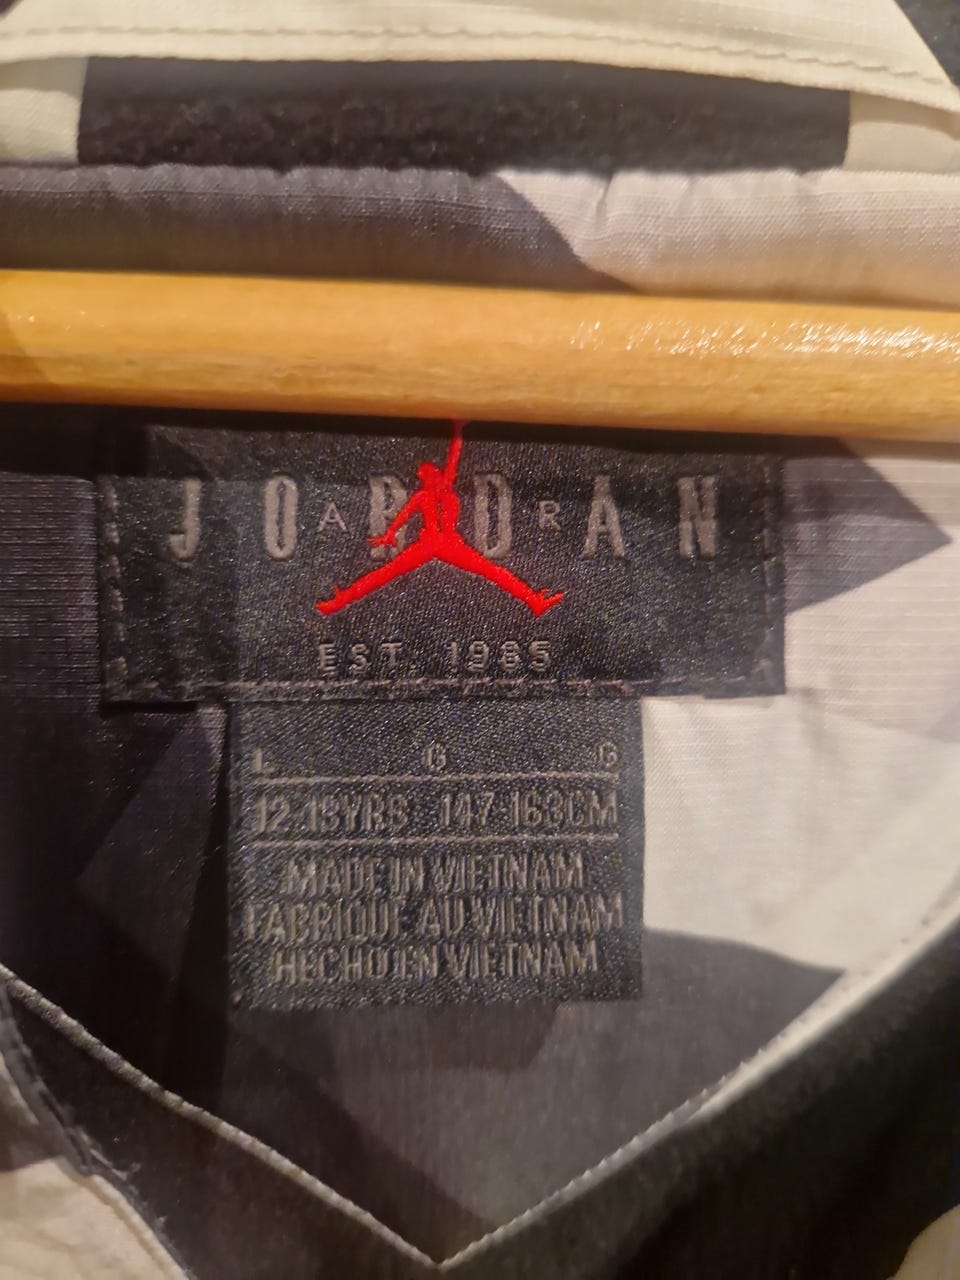 JORDAN
AIR
EST. 1985
L G G
12-13YRS 147-163CM
MADE IN VIETNAM
FABRIQUE AU VIETNAM
HECHO EN VIETNAM